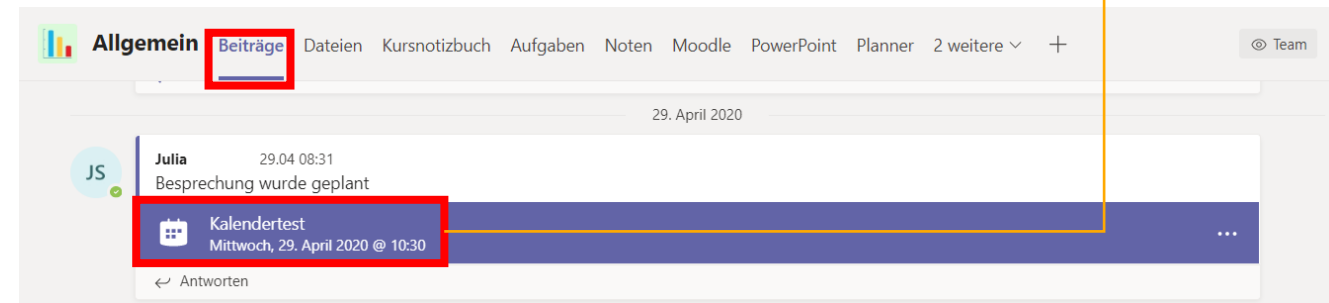 Allgemein Beiträge Dateien Kursnotizbuch Aufgaben Noten Moodle PowerPoint Planner 2 weitere Team
29. April 2020
JS
Julia 29.04 08:31
Besprechung wurde geplant
Kalendertest
Mittwoch, 29. April 2020 @ 10:30
Antworten